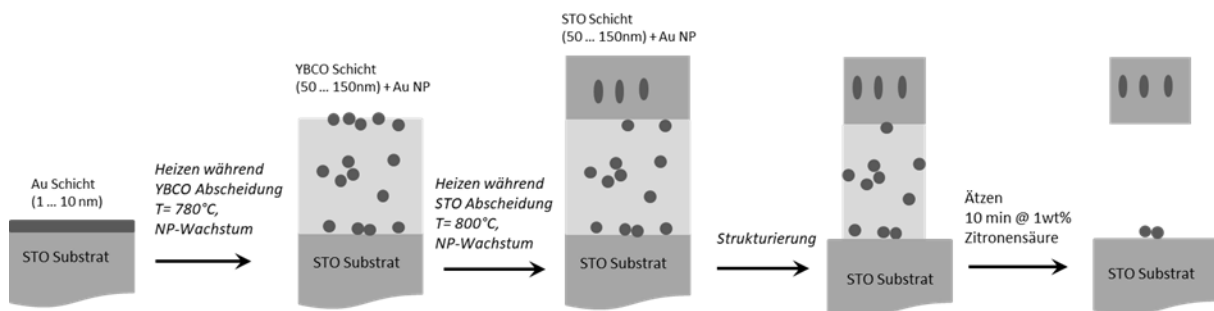 Au Schicht
(1 ... 10 nm)
STO Substrat
Heizen während
YBCO Abscheidung
T= 780°C,
NP-Wachstum
YBCO Schicht
(50 ... 150nm) + Au NP
STO Substrat
Heizen während
STO Abscheidung
T= 800°C,
NP-Wachstum
STO Schicht
(50 ... 150nm) + Au NP
STO Substrat
Strukturierung
STO Substrat
Ätzen
10 min @ 1wt%
Zitronensäure
STO Substrat